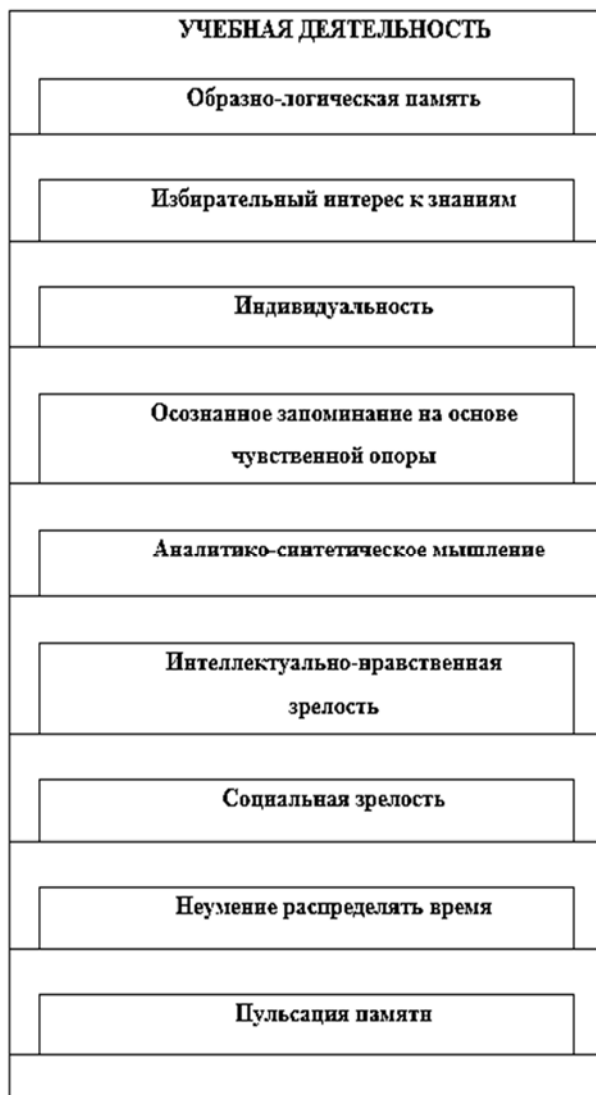 УЧЕБНАЯ ДЕЯТЕЛЬНОСТЬ
Образно-логическая память
Избирательный интерес к знаниям
Индивидуальность
Осознанное запоминание на основе
чувственной опоры
Аналитико-синтетическое мышление
Интеллектуально-нравственная
зрелость
Социальная зрелость
Неумение распределять время
Пульсация памяти